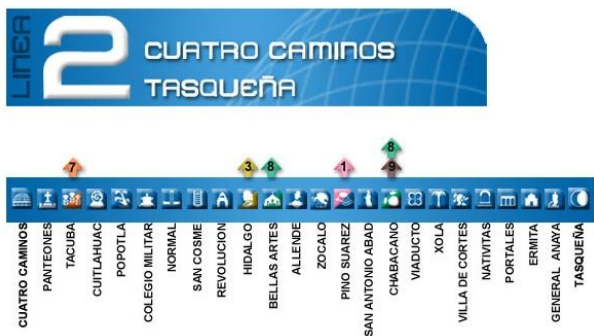 LINEA
2
CUATRO CAMINOS
TASQUEÑA
8
7
3
8
1
9
CUATRO CAMINOS
PANTEONES
TACUBA
CUITLAHUAC
POPOTLA
COLEGIO MILITAR
NORMAL
SAN COSME
REVOLUCION
HIDALGO
BELLAS ARTES
ALLENDE
ZOCALO
PINO SUAREZ
SAN ANTONIO ABAD
CHABACANO
VIADUCTO
XOLA
VILLA DE CORTES
NATIVITAS
PORTALES
ERMITA
GENERAL ANAYA
TASQUEÑA